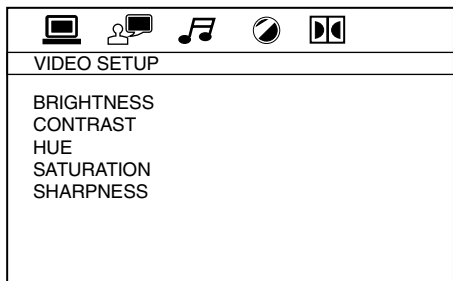 VIDEO SETUP
BRIGHTNESS
CONTRAST
HUE
SATURATION
SHARPNESS